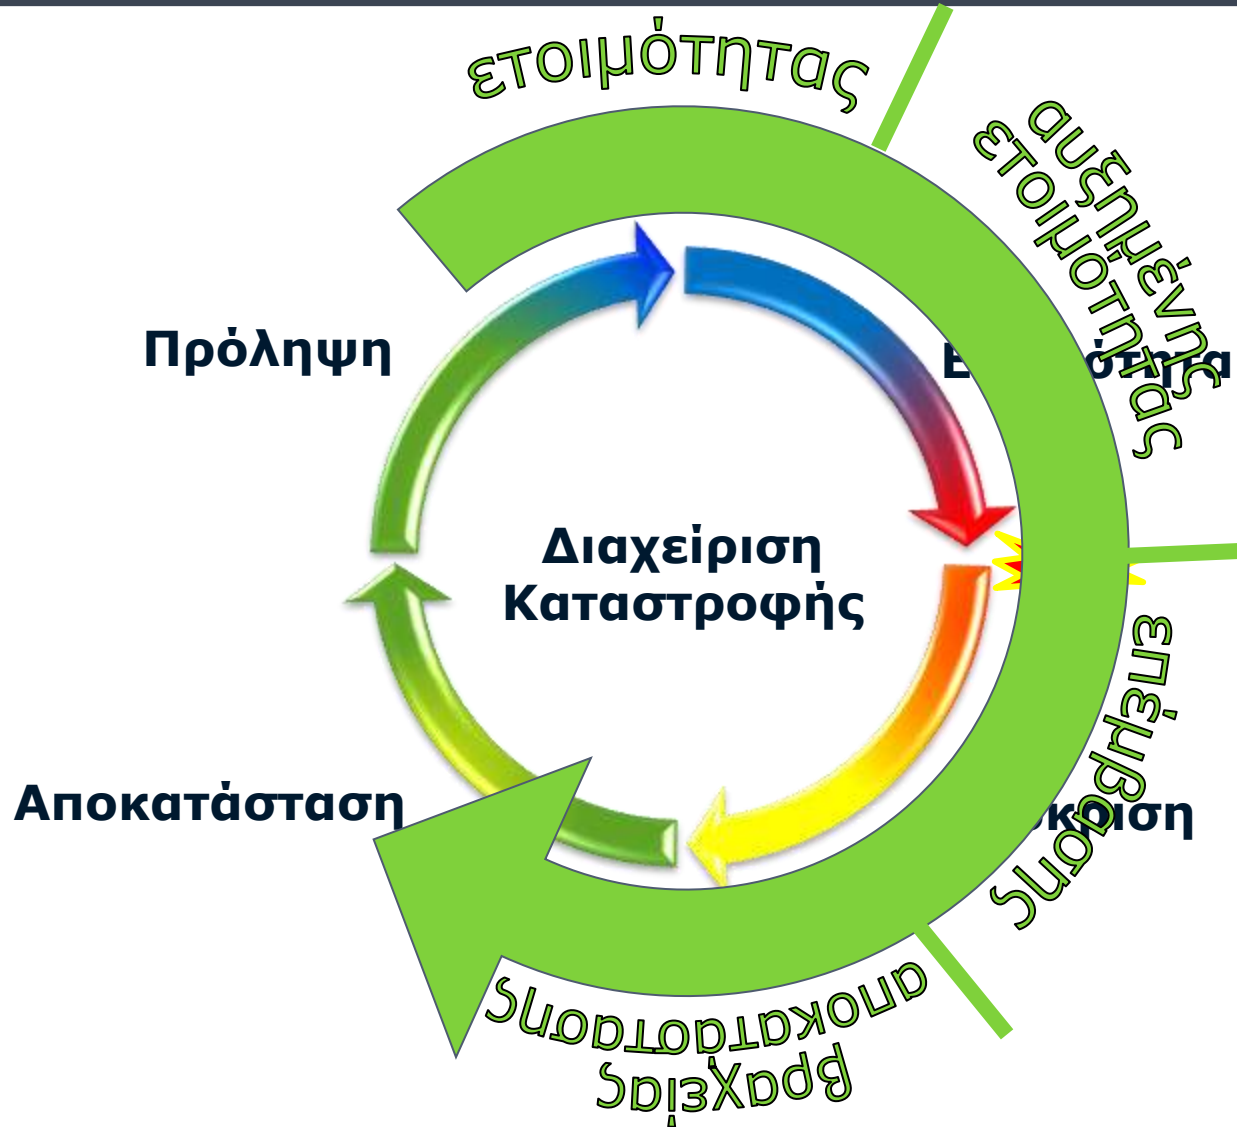 ετοιμότητας
αυξημένης
ετοιμότητας
Πρόληψη
Διαχείριση
Καταστροφής
επέμβασης
Αποκατάσταση
βραχείας
αποκατάστασης